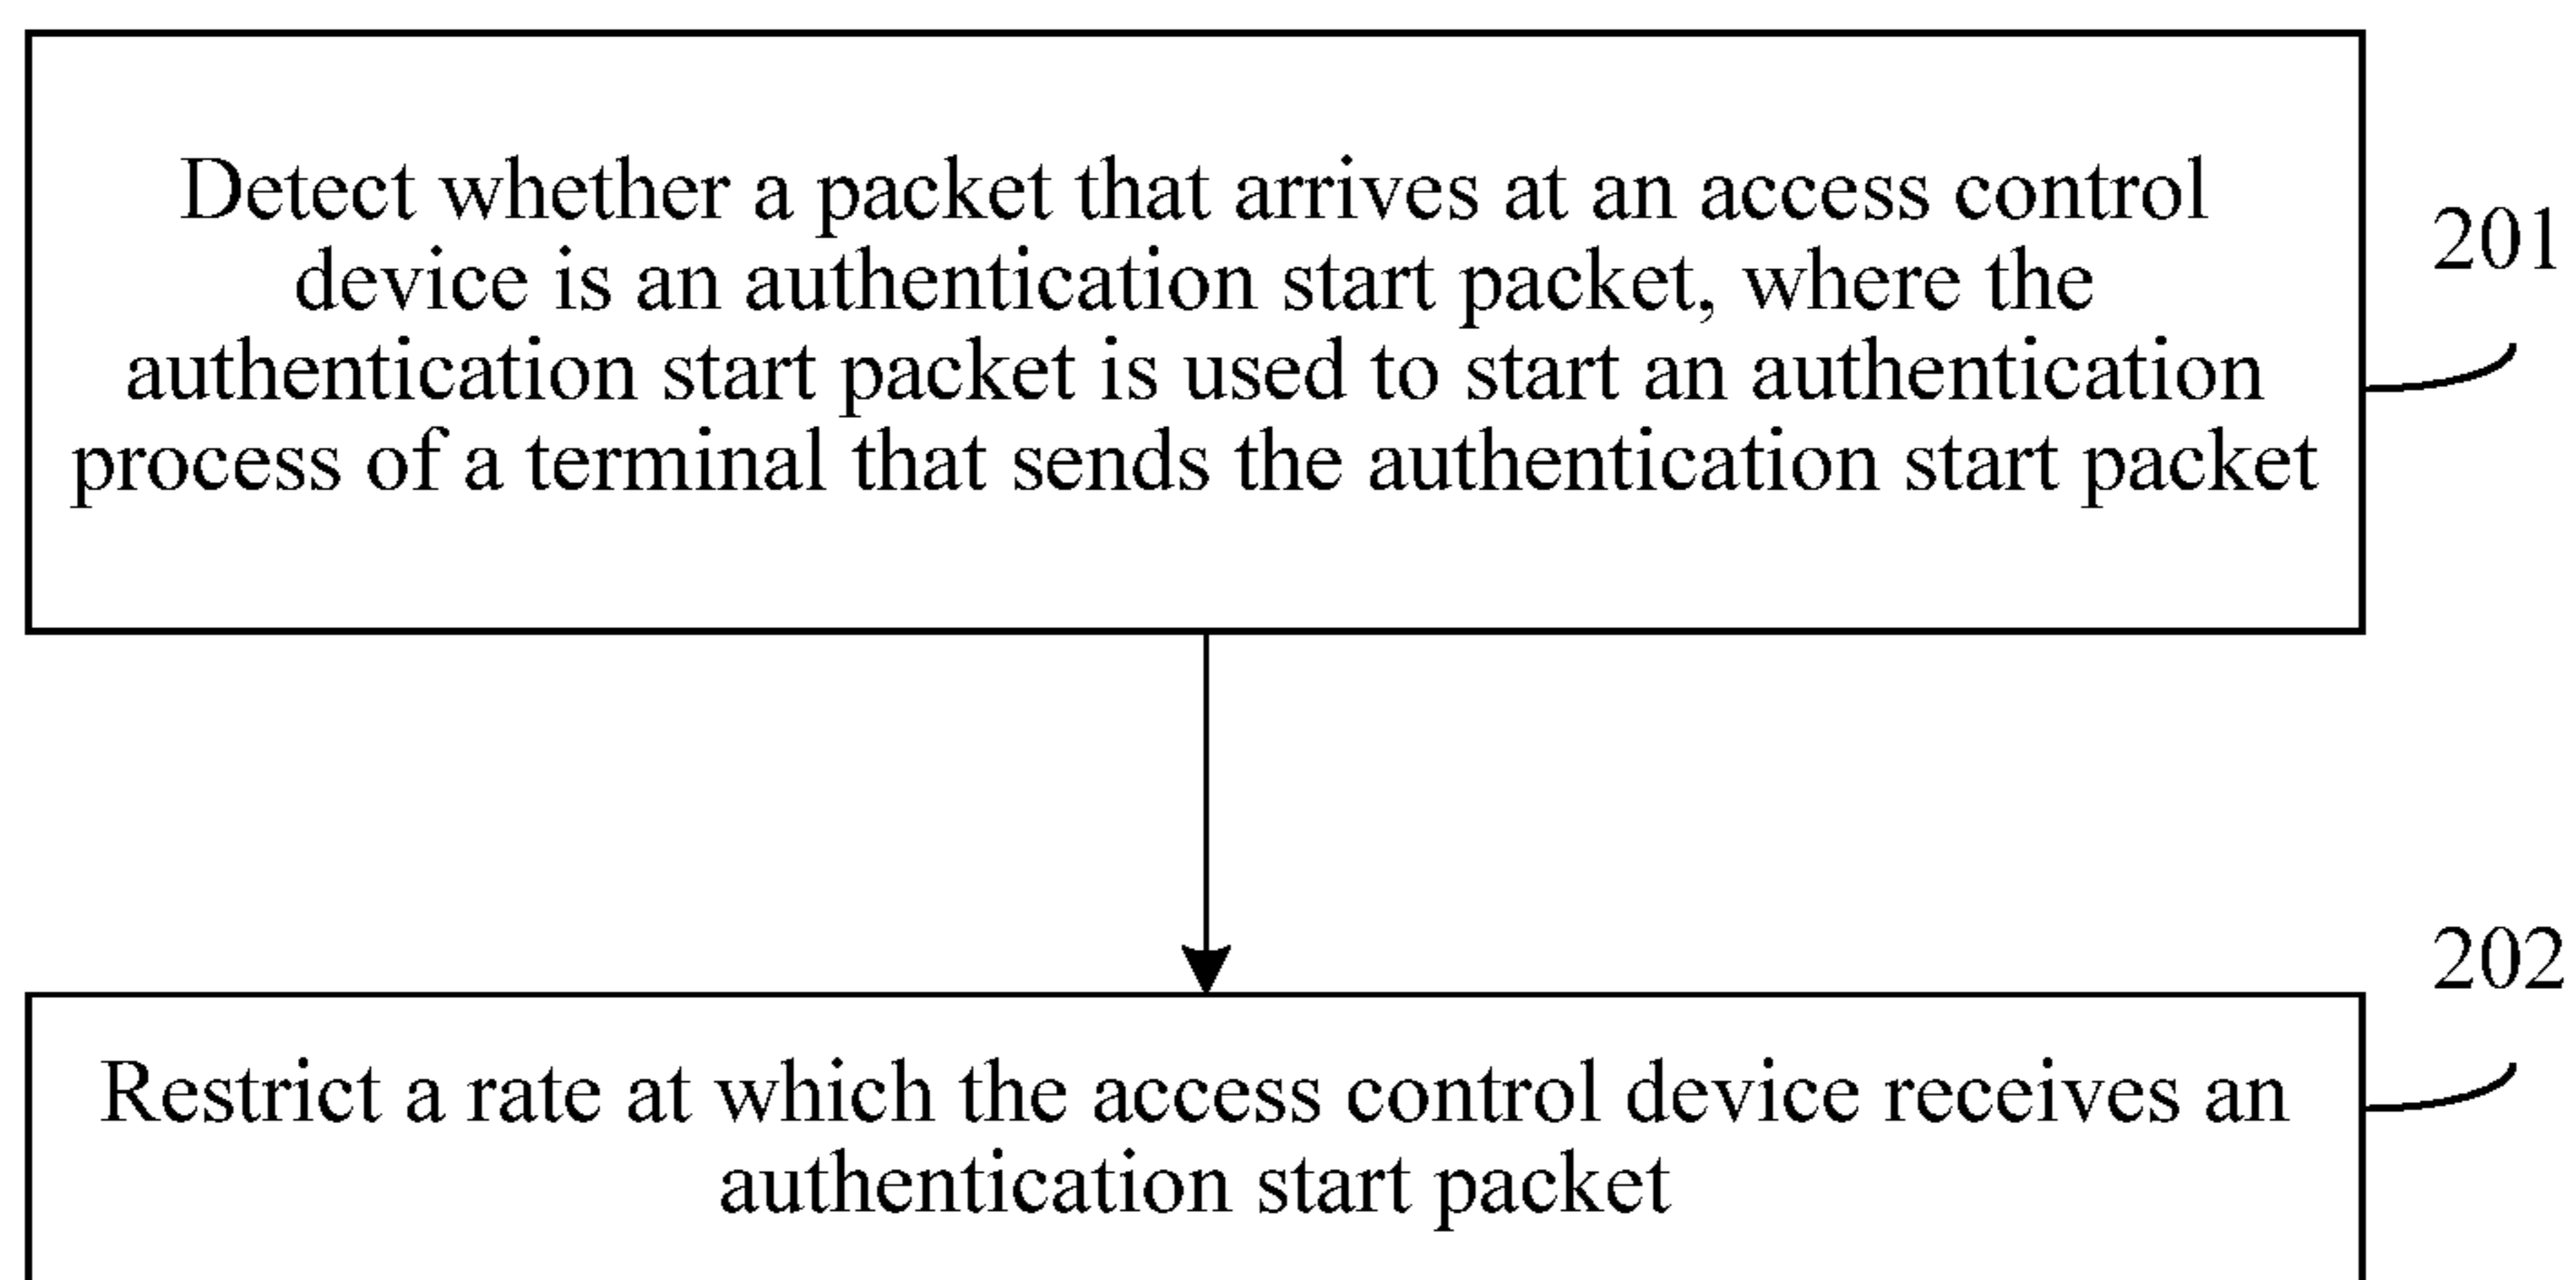 Detect whether a packet that arrives at an access control
device is an authentication start packet, where the
authentication start packet is used to start an authentication
process of a terminal that sends the authentication start packet
201
Restrict a rate at which the access control device receives an
authentication start packet
202